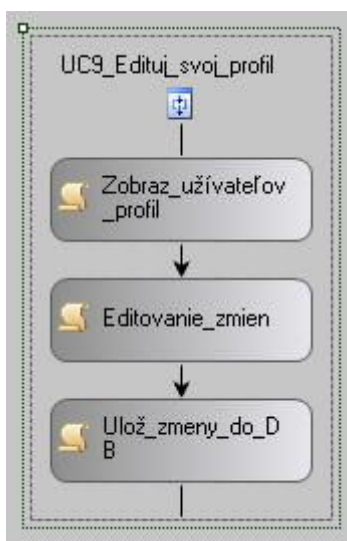 UC9_Edituj_svoj_profil
Zobraz_užívateľov
_profil
Editovanie_zmien
Ulož_zmeny_do_D
B